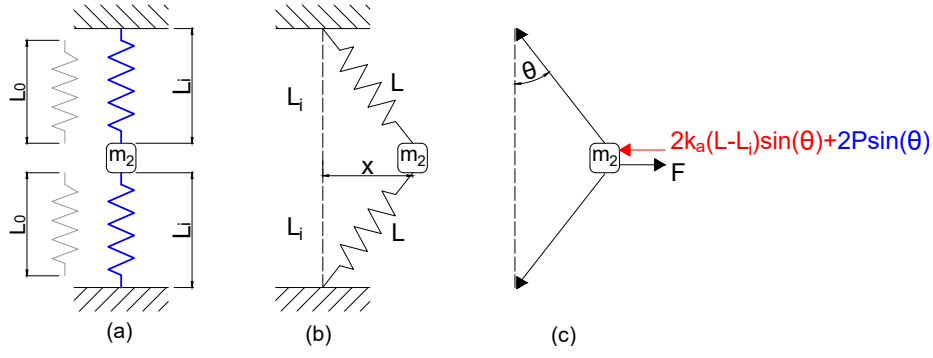 L₀
Lᵢ
m₂
L₀
Lᵢ
(a)
Lᵢ
L
m₂
x
Lᵢ
L
(b)
θ
m₂
2kₐ(L-Lᵢ)sin(θ)+2Psin(θ)
F
(c)